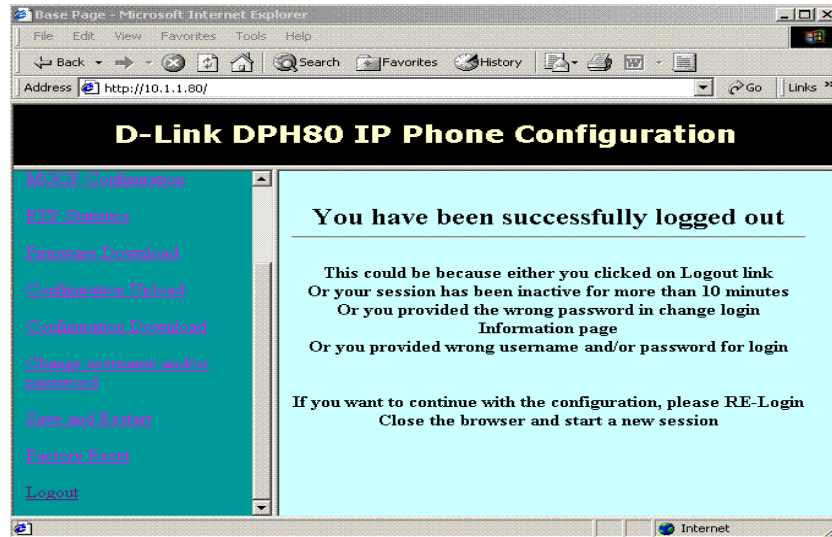 Base Page - Microsoft Internet Explorer
File Edit View Favorites Tools Help
Back Search Favorites History
Address http://10.1.1.80/ Go Links »
D-Link DPH80 IP Phone Configuration
MGCP Configuration
RTP Statistics
Firmware Download
Configuration Upload
Configuration Download
Change username and/or
password
Save and Restart
Factory Reset
Logout
You have been successfully logged out
This could be because either you clicked on Logout link
Or your session has been inactive for more than 10 minutes
Or you provided the wrong password in change login
Information page
Or you provided wrong username and/or password for login
If you want to continue with the configuration, please RE-Login
Close the browser and start a new session
Internet